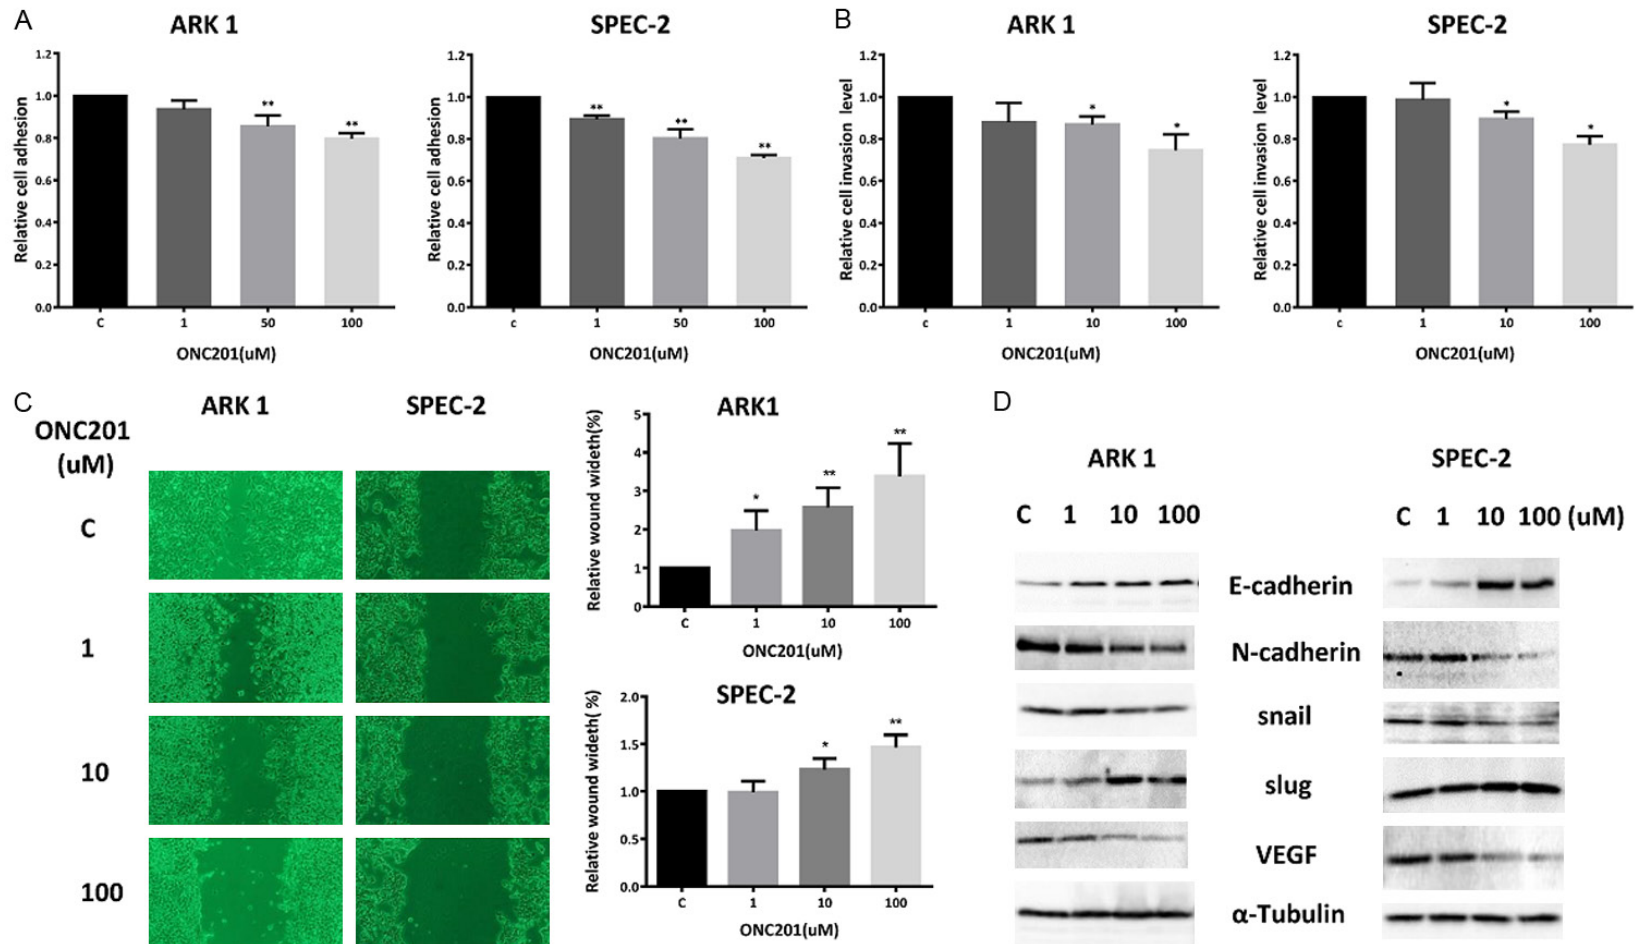 A
ARK 1
Relative cell adhesion
1.2
1.0
0.8
0.6
0.4
0.2
0.0
C 1 50 100
ONC201(uM)
SPEC-2
Relative cell adhesion
1.2
1.0
0.8
0.6
0.4
0.2
0.0
c 1 50 100
ONC201(uM)
** **
** ** **
B
ARK 1
Relative cell invasion level
1.2
1.0
0.8
0.6
0.4
0.2
0.0
c 1 10 100
ONC201(uM)
* *
SPEC-2
Relative cell invasion level
1.2
1.0
0.8
0.6
0.4
0.2
0.0
c 1 10 100
ONC201(uM)
* *
C
ONC201
(uM)
ARK 1 SPEC-2
C
1
10
100
ARK1
Relative wound wideth(%)
5
4
3
2
1
0
* ** **
C 1 10 100
ONC201(uM)
SPEC-2
Relative wound wideth( %)
2.0
1.5
1.0
0.5
0.0
* **
C 1 10 100
ONC201(uM)
D
ARK 1 SPEC-2
C 1 10 100 C 1 10 100 (uM)
E-cadherin
N-cadherin
snail
slug
VEGF
α-Tubulin